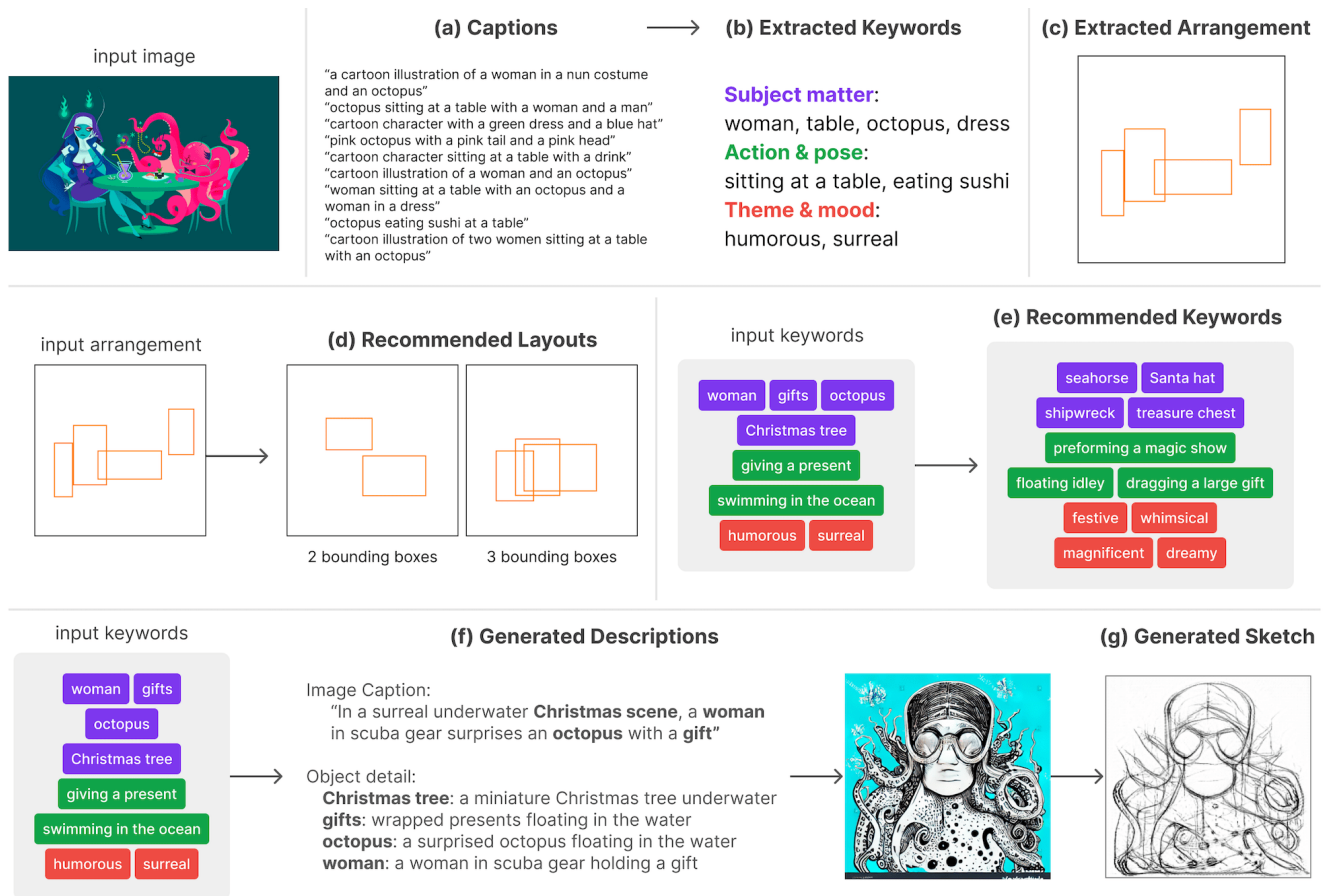 input image
(a) Captions
(b) Extracted Keywords
(c) Extracted Arrangement
“a cartoon illustration of a woman in a nun costume
and an octopus”
“octopus sitting at a table with a woman and a man”
“cartoon character with a green dress and a blue hat”
“pink octopus with a pink tail and a pink head”
“cartoon character sitting at a table with a drink”
“cartoon illustration of a woman and an octopus”
“woman sitting at a table with an octopus and a
woman in a dress”
“octopus eating sushi at a table”
“cartoon illustration of two women sitting at a table
with an octopus”
Subject matter:
woman, table, octopus, dress
Action & pose:
sitting at a table, eating sushi
Theme & mood:
humorous, surreal
input arrangement
(d) Recommended Layouts
2 bounding boxes
3 bounding boxes
input keywords
woman gifts octopus
Christmas tree
giving a present
swimming in the ocean
humorous surreal
(e) Recommended Keywords
seahorse Santa hat
shipwreck treasure chest
preforming a magic show
floating idley dragging a large gift
festive whimsical
magnificent dreamy
input keywords
woman gifts
octopus
Christmas tree
giving a present
swimming in the ocean
humorous surreal
(f) Generated Descriptions
Image Caption:
“In a surreal underwater Christmas scene, a woman
in scuba gear surprises an octopus with a gift”
Object detail:
Christmas tree: a miniature Christmas tree underwater
gifts: wrapped presents floating in the water
octopus: a surprised octopus floating in the water
woman: a woman in scuba gear holding a gift
(g) Generated Sketch